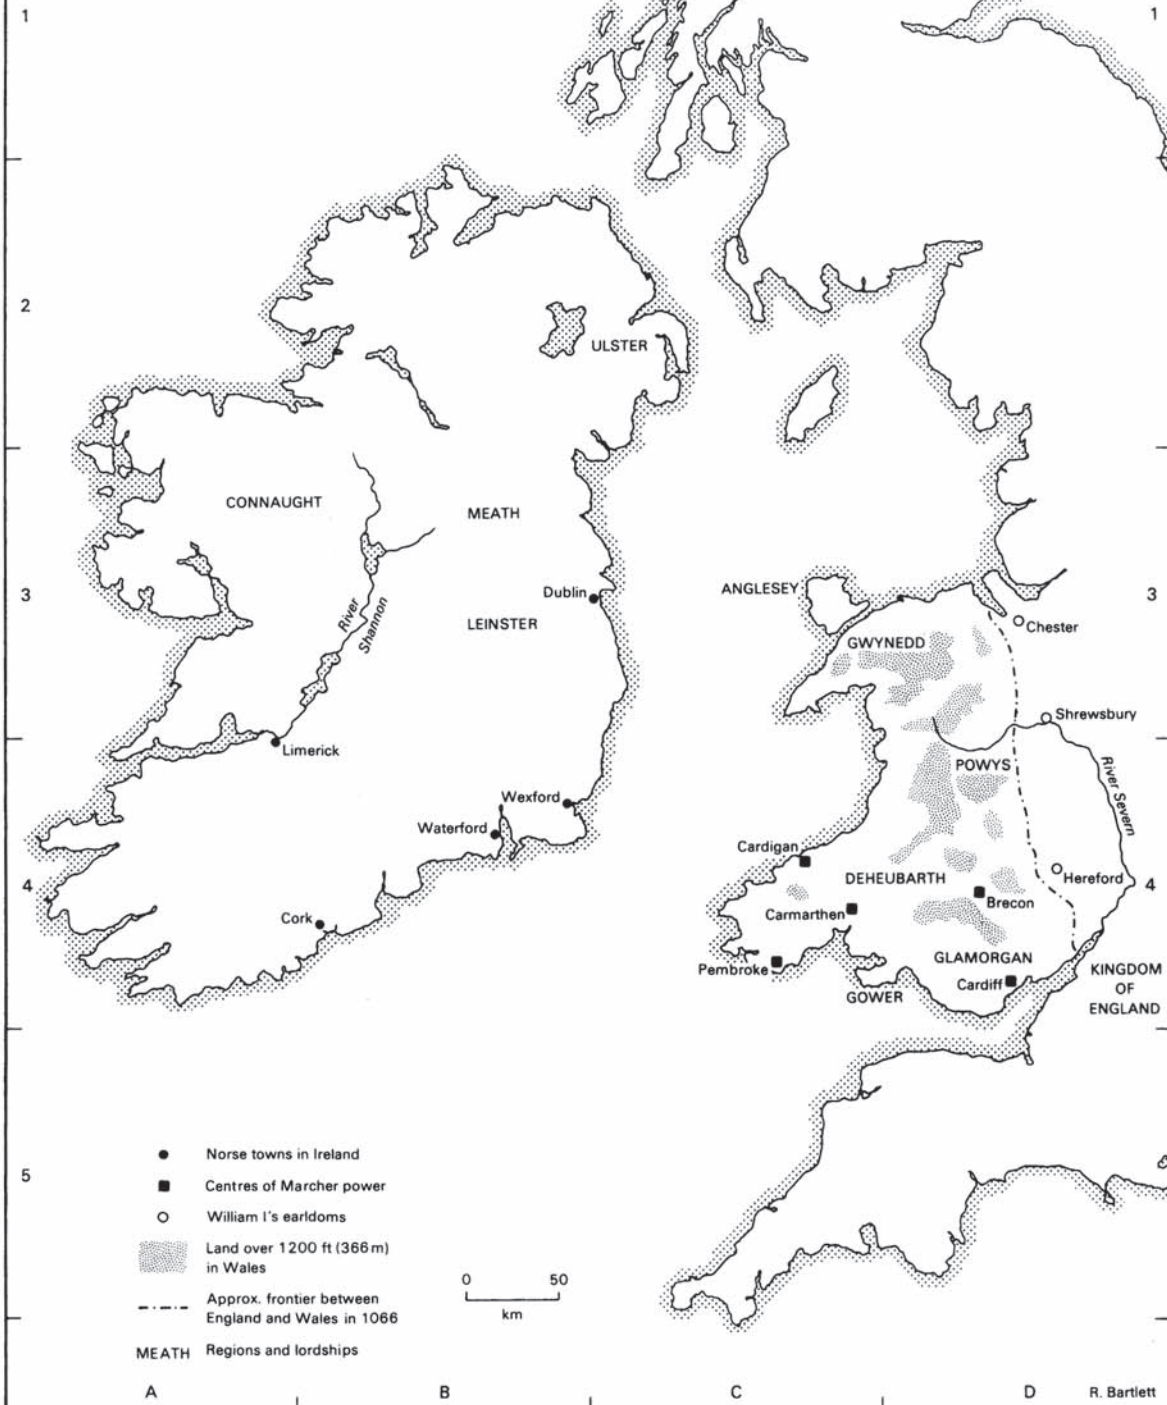 1
1
2
ULSTER
CONNAUGHT
MEATH
3
Dublin
ANGLESEY
3
LEINSTER
River
Shannon
Chester
GWYNEDD
Shrewsbury
Limerick
POWYS
River Severn
Wexford
Waterford
Cardigan
4
DEHEUBARTH
Hereford
4
Brecon
Carmarthen
Cork
GLAMORGAN
Pembroke
Cardiff
KINGDOM
OF
ENGLAND
GOWER
5
Norse towns in Ireland
Centres of Marcher power
William I's earldoms
Land over 1200 ft (366m)
in Wales
Approx. frontier between
England and Wales in 1066
MEATH Regions and lordships
0 50
km
A B C D
R. Bartlett